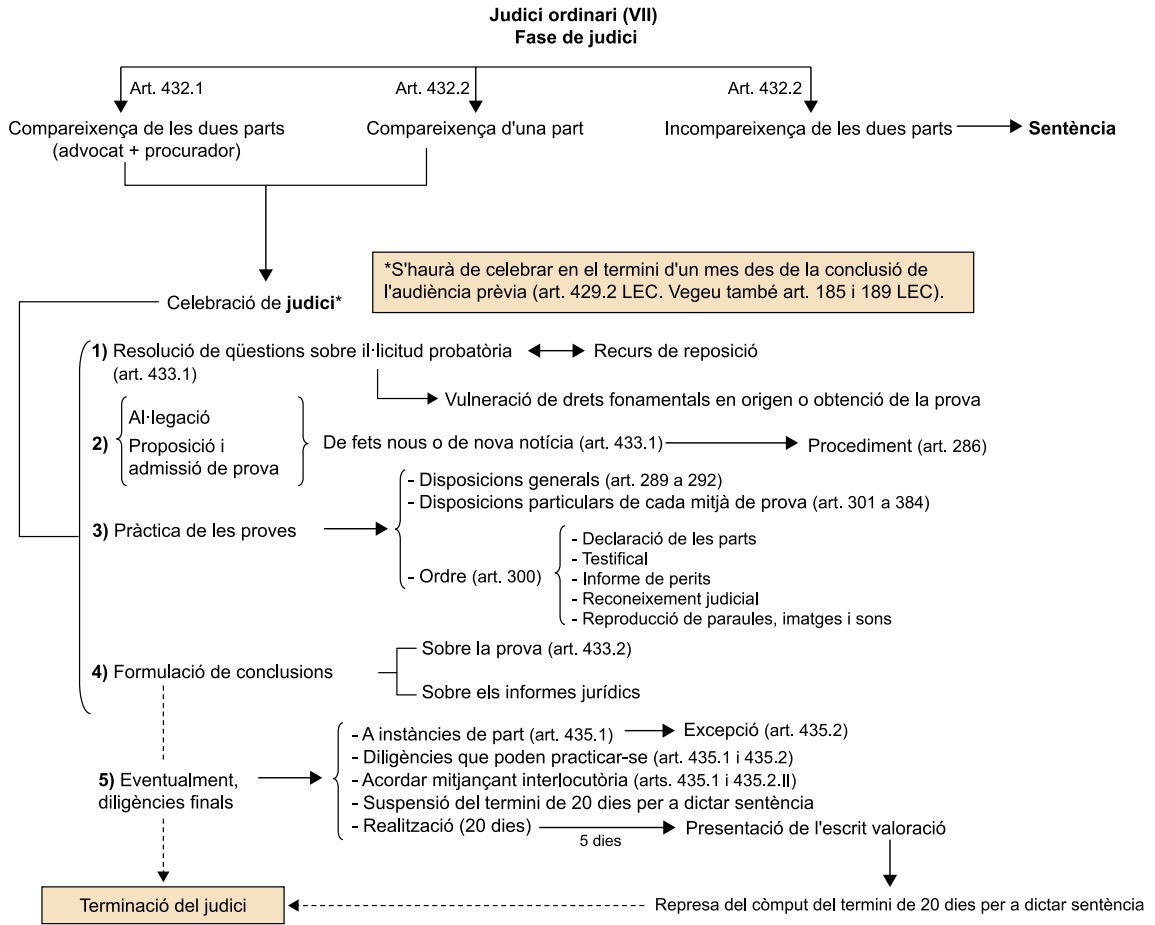 Judici ordinari (VII)
Fase de judici
Art. 432.1
Art. 432.2
Art. 432.2
Compareixença de les dues parts
(advocat + procurador)
Compareixença d'una part
Incompareixença de les dues parts
Sentència
*S'haurà de celebrar en el termini d'un mes des de la conclusió de
l'audiència prèvia (art. 429.2 LEC. Vegeu també art. 185 i 189 LEC).
Celebració de judici*
1) Resolució de qüestions sobre il·licitud probatòria
(art. 433.1)
Recurs de reposició
Vulneració de drets fonamentals en origen o obtenció de la prova
2)
Al·legació
Proposició i
admissió de prova
De fets nous o de nova notícia (art. 433.1)
Procediment (art. 286)
3) Pràctica de les proves
- Disposicions generals (art. 289 a 292)
- Disposicions particulars de cada mitjà de prova (art. 301 a 384)
- Ordre (art. 300)
- Declaració de les parts
- Testifical
- Informe de perits
- Reconeixement judicial
- Reproducció de paraules, imatges i sons
4) Formulació de conclusions
Sobre la prova (art. 433.2)
Sobre els informes jurídics
5) Eventualment,
diligències finals
- A instàncies de part (art. 435.1)
Excepció (art. 435.2)
- Diligències que poden practicar-se (art. 435.1 i 435.2)
- Acordar mitjançant interlocutòria (arts. 435.1 i 435.2.II)
- Suspensió del termini de 20 dies per a dictar sentència
- Realització (20 dies)
5 dies
Presentació de l'escrit valoració
Terminació del judici
Represa del còmput del termini de 20 dies per a dictar sentència